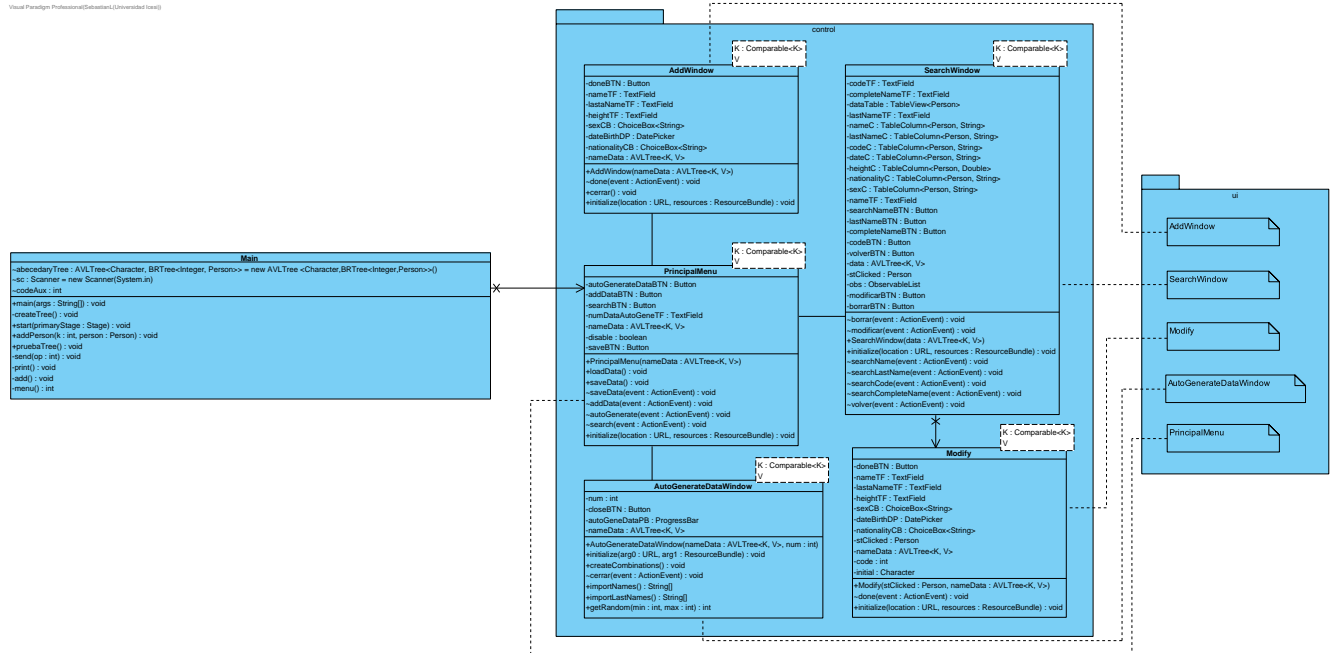 Visual Paradigm Professional(SebastianL(Universidad Icesi))
control
K : Comparable<K>
V
AddWindow
-doneBTN : Button
-nameTF : TextField
-lastaNameTF : TextField
-heightTF : TextField
-sexCB : ChoiceBox<String>
-dateBirthDP : DatePicker
-nationalityCB : ChoiceBox<String>
-nameData : AVLTree<K, V>
+AddWindow(nameData : AVLTree<K, V>)
~done(event : ActionEvent) : void
+cerrar() : void
+initialize(location : URL, resources : ResourceBundle) : void
K : Comparable<K>
V
SearchWindow
-codeTF : TextField
-completeNameTF : TextField
-dataTable : TableView<Person>
-lastNameTF : TextField
-nameC : TableColumn<Person, String>
-lastNameC : TableColumn<Person, String>
-codeC : TableColumn<Person, String>
-dateC : TableColumn<Person, String>
-heightC : TableColumn<Person, Double>
-nationalityC : TableColumn<Person, String>
-sexC : TableColumn<Person, String>
-nameTF : TextField
-searchNameBTN : Button
-lastNameBTN : Button
-completeNameBTN : Button
-codeBTN : Button
-volverBTN : Button
-data : AVLTree<K, V>
-stClicked : Person
-obs : ObservableList
-modificarBTN : Button
-borrarBTN : Button
~borrar(event : ActionEvent) : void
~modificar(event : ActionEvent) : void
+SearchWindow(data : AVLTree<K, V>)
+initialize(location : URL, resources : ResourceBundle) : void
~searchName(event : ActionEvent) : void
~searchLastName(event : ActionEvent) : void
~searchCode(event : ActionEvent) : void
~searchCompleteName(event : ActionEvent) : void
~volver(event : ActionEvent) : void
Main
~abecedaryTree : AVLTree<Character, BRTree<Integer, Person>> = new AVLTree <Character,BRTree<Integer,Person>>()
~sc : Scanner = new Scanner(System.in)
~codeAux : int
+main(args : String[]) : void
-createTree() : void
+start(primaryStage : Stage) : void
+addPerson(k : int, person : Person) : void
+pruebaTree() : void
-send(op : int) : void
-print() : void
-add() : void
-menu() : int
K : Comparable<K>
V
PrincipalMenu
-autoGenerateDataBTN : Button
-addDataBTN : Button
-searchBTN : Button
-numDataAutoGeneTF : TextField
-nameData : AVLTree<K, V>
-disable : boolean
-saveBTN : Button
+PrincipalMenu(nameData : AVLTree<K, V>)
+loadData() : void
+saveData() : void
~saveData(event : ActionEvent) : void
~addData(event : ActionEvent) : void
~autoGenerate(event : ActionEvent) : void
~search(event : ActionEvent) : void
+initialize(location : URL, resources : ResourceBundle) : void
K : Comparable<K>
V
AutoGenerateDataWindow
-num : int
-closeBTN : Button
-autoGeneDataPB : ProgressBar
-nameData : AVLTree<K, V>
+AutoGenerateDataWindow(nameData : AVLTree<K, V>, num : int)
+initialize(arg0 : URL, arg1 : ResourceBundle) : void
+createCombinations() : void
~cerrar(event : ActionEvent) : void
+importNames() : String[]
+importLastNames() : String[]
+getRandom(min : int, max : int) : int
K : Comparable<K>
V
Modify
-doneBTN : Button
-nameTF : TextField
-lastaNameTF : TextField
-heightTF : TextField
-sexCB : ChoiceBox<String>
-dateBirthDP : DatePicker
-nationalityCB : ChoiceBox<String>
-stClicked : Person
-nameData : AVLTree<K, V>
-code : int
-initial : Character
+Modify(stClicked : Person, nameData : AVLTree<K, V>)
~done(event : ActionEvent) : void
+initialize(location : URL, resources : ResourceBundle) : void
ui
AddWindow
SearchWindow
Modify
AutoGenerateDataWindow
PrincipalMenu